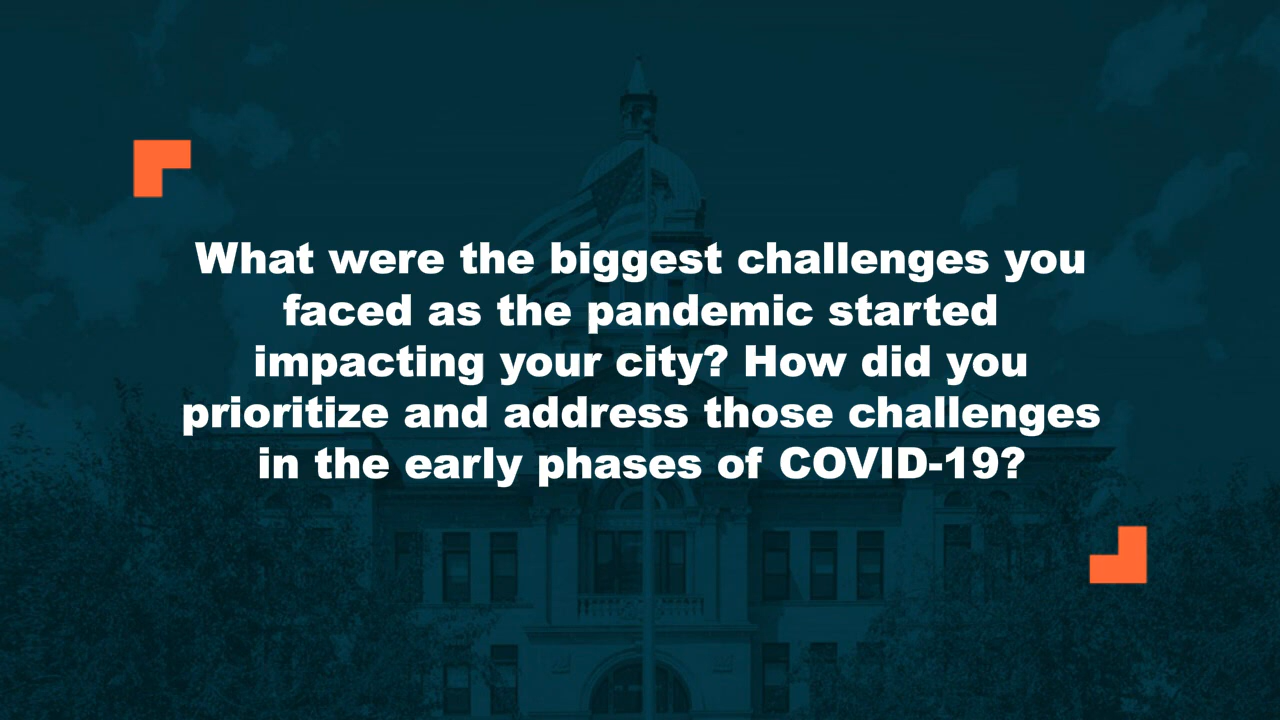 What were the biggest challenges you
faced as the pandemic started
impacting your city? How did you
prioritize and address those challenges
in the early phases of COVID-19?